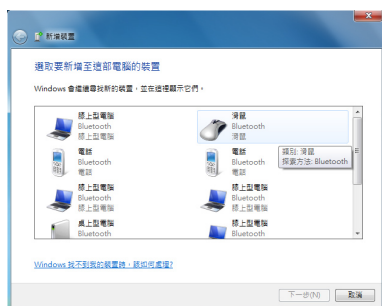 新增裝置
選取要新增至這部電腦的裝置
Windows 會繼續尋找新的裝置，並在這裡顯示它們。
膝上型電腦
Bluetooth
膝上型電腦
滑鼠
Bluetooth
滑鼠
電話
Bluetooth
電話
電話
Bluetooth
電話
類別: 滑鼠
探索方法: Bluetooth
膝上型電腦
Bluetooth
膝上型電腦
膝上型電腦
Bluetooth
膝上型電腦
桌上型電腦
Bluetooth
膝上型電腦
Bluetooth
Windows 找不到我的裝置時，該如何處理?
下一步(N)
取消